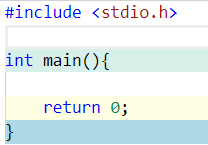 #include <stdio.h>
int main(){
    return 0;
}